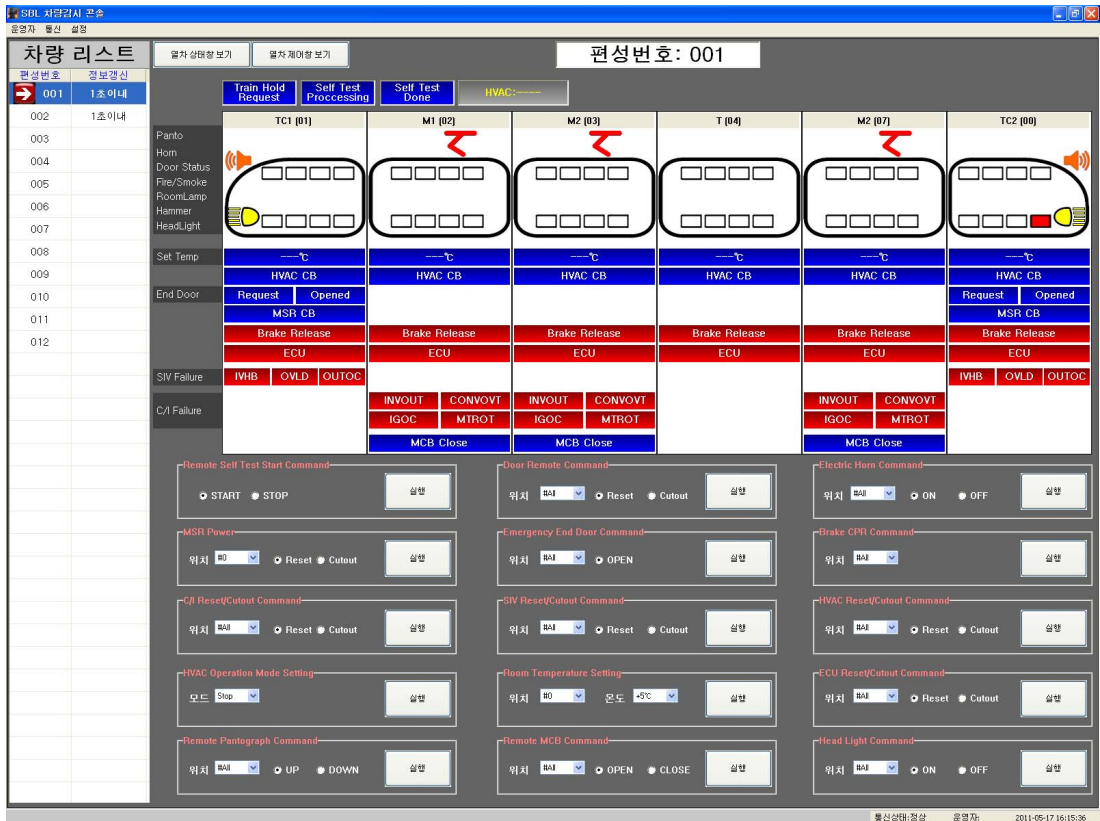 SBL 차량감시 콘솔
운영자 통신 설정
차량 리스트
열차 상태창 보기 열차 제어창 보기
편성번호: 001
편성번호 정보갱신
001 1초이내
002 1초이내
003
004
005
006
007
008
009
010
011
012
Train Hold Request Self Test Proccessing Self Test Done HVAC:----
TC1 (01) M1 (02) M2 (03) T (04) M2 (07) TC2 (00)
Panto
Horn
Door Status
Fire/Smoke
RoomLamp
Hammer
HeadLight
Set Temp ---℃ ---℃ ---℃ ---℃ ---℃ ---℃
HVAC CB HVAC CB HVAC CB HVAC CB HVAC CB HVAC CB
End Door Request Opened Request Opened
MSR CB MSR CB
Brake Release Brake Release Brake Release Brake Release Brake Release Brake Release
ECU ECU ECU ECU ECU ECU
SIV Failure IVHB OVLD OUTOC IVHB OVLD OUTOC
C/I Failure
INVOUT CONVOVT INVOUT CONVOVT INVOUT CONVOVT
IGOC MTROT IGOC MTROT IGOC MTROT
MCB Close MCB Close MCB Close
Remote Self Test Start Command Door Remote Command Electric Horn Command
START STOP 실행 위치 #All Reset Cutout 실행 위치 #All ON OFF 실행
MSR Power Emergency End Door Command Brake CPR Command
위치 #0 Reset Cutout 실행 위치 #All OPEN 실행 위치 #All 실행
C/I Reset/Cutout Command SIV Reset/Cutout Command HVAC Reset/Cutout Command
위치 #All Reset Cutout 실행 위치 #All Reset Cutout 실행 위치 #All Reset Cutout 실행
HVAC Operation Mode Setting Room Temperature Setting ECU Reset/Cutout Command
모드 Stop 실행 위치 #0 온도 +5℃ 실행 위치 #All Reset Cutout 실행
Remote Pantograph Command Remote MCB Command Head Light Command
위치 #All UP DOWN 실행 위치 #All OPEN CLOSE 실행 위치 #All ON OFF 실행
통신상태:정상 운영자: 2011-05-17 16:15:36